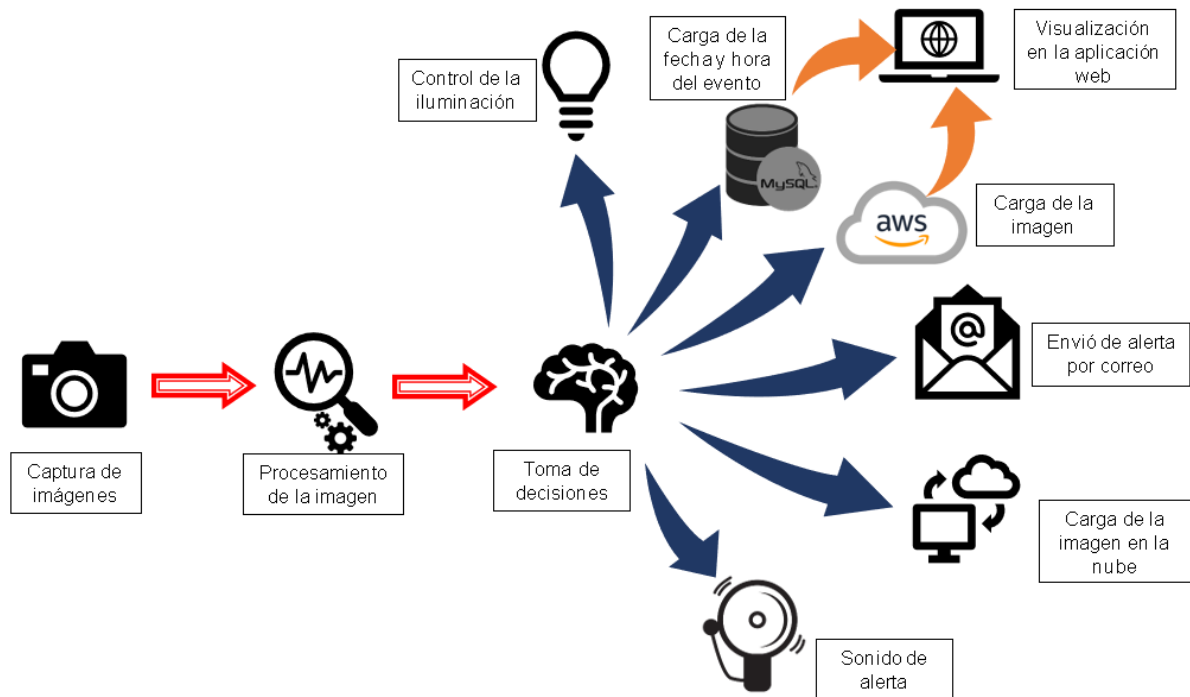 Control de la
iluminación
Carga de la
fecha y hora
del evento
Visualización
en la aplicación
web
MySQL
aws
Carga de la
imagen
Envió de alerta
por correo
Captura de
imágenes
Procesamiento
de la imagen
Toma de
decisiones
Carga de la
imagen en la
nube
Sonido de
alerta